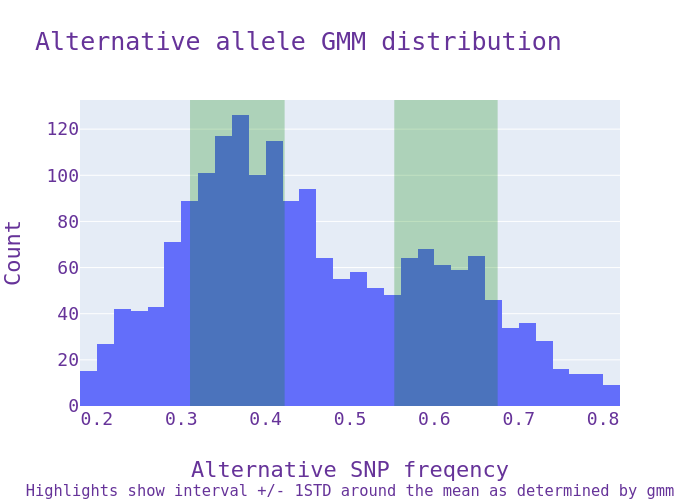 Alternative allele GMM distribution
120
100
80
60
40
20
0
Count
0.2 0.3 0.4 0.5 0.6 0.7 0.8
Alternative SNP freqency
Highlights show interval +/- 1STD around the mean as determined by gmm